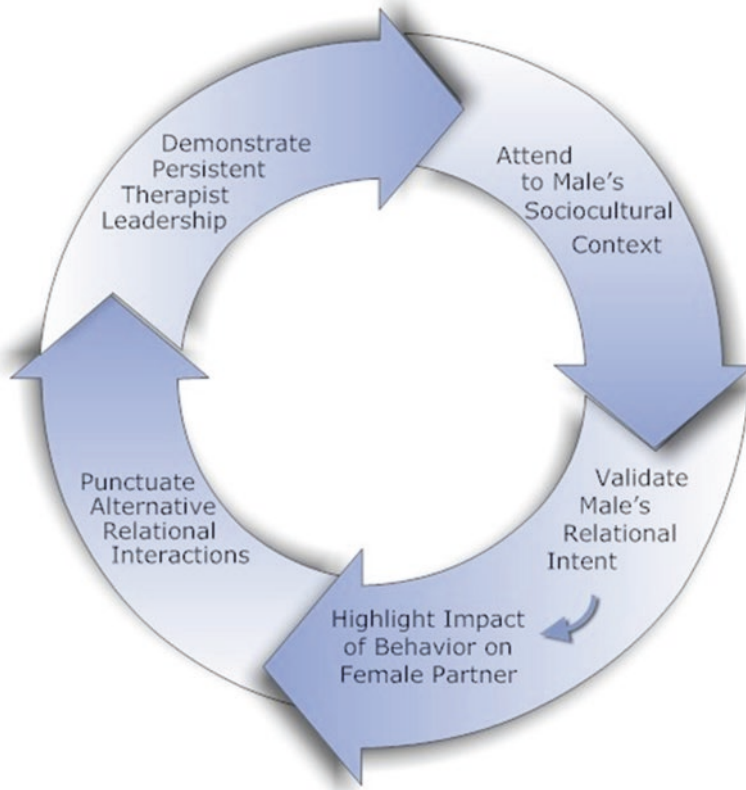 Demonstrate
Persistent
Therapist
Leadership
Attend
to Male's
Sociocultural
Context
Validate
Male's
Relational
Intent
Highlight Impact
of Behavior on
Female Partner
Punctuate
Alternative
Relational
Interactions